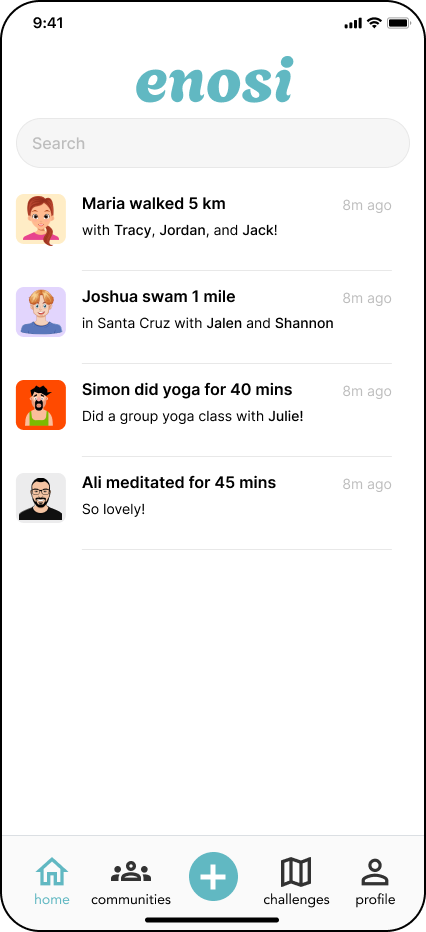 9:41
enosi
Search
Maria walked 5 km
8m ago
with Tracy, Jordan, and Jack!
Joshua swam 1 mile
8m ago
in Santa Cruz with Jalen and Shannon
Simon did yoga for 40 mins
8m ago
Did a group yoga class with Julie!
Ali meditated for 45 mins
8m ago
So lovely!
home
communities
challenges
profile